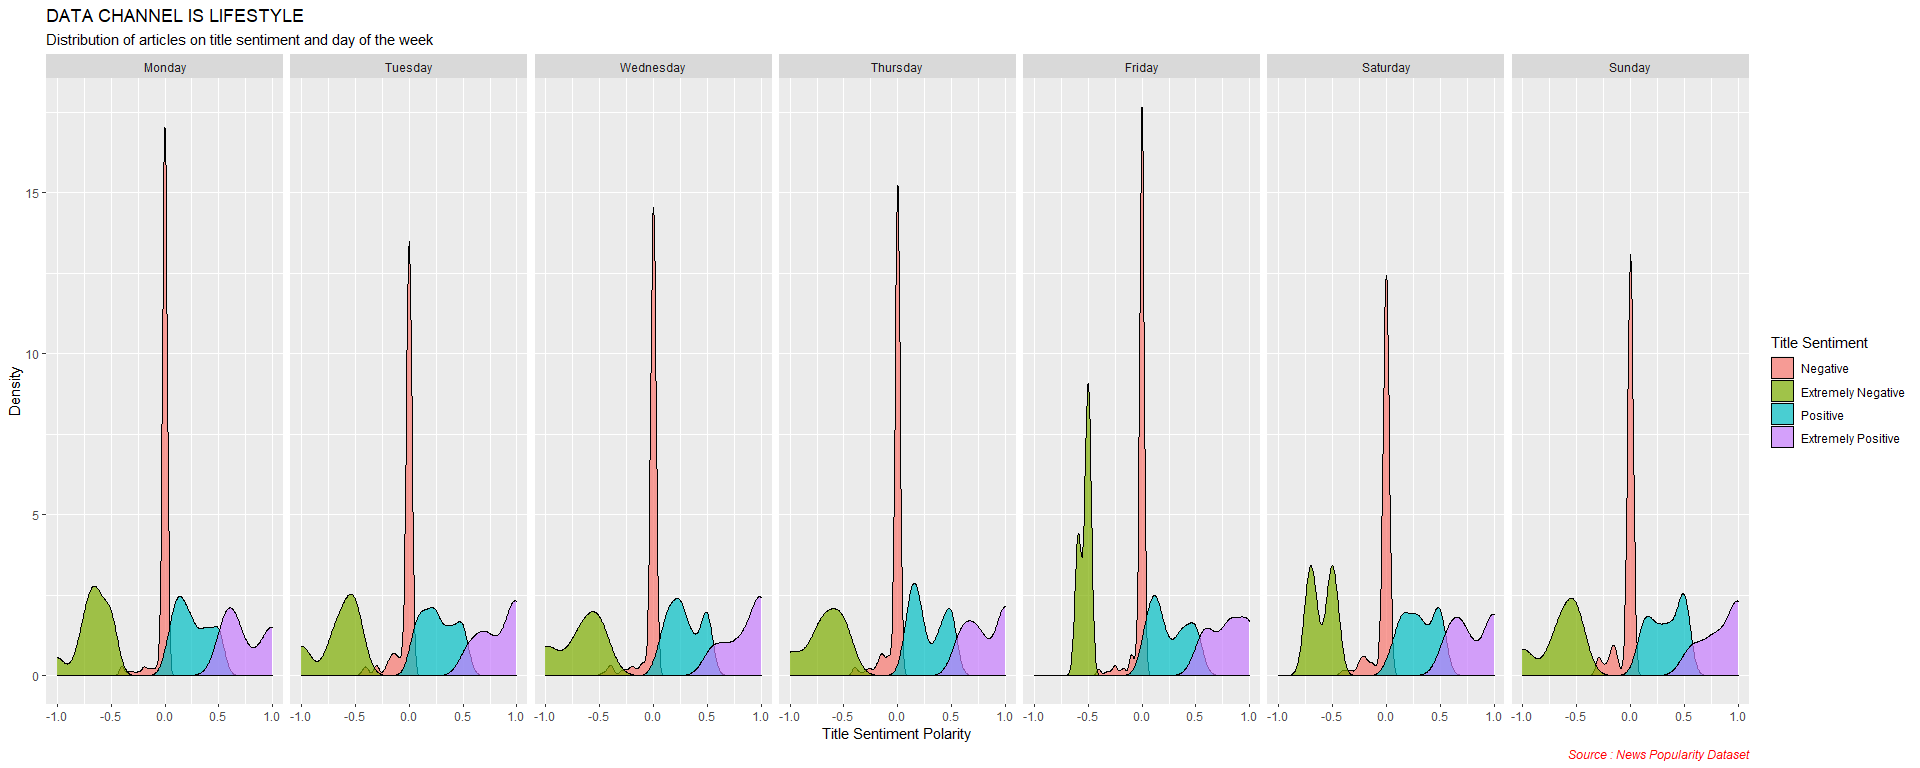 DATA CHANNEL IS LIFESTYLE
Distribution of articles on title sentiment and day of the week
Monday Tuesday Wednesday Thursday Friday Saturday Sunday
15
10
5
0
Density
-1.0 -0.5 0.0 0.5 1.0 -1.0 -0.5 0.0 0.5 1.0 -1.0 -0.5 0.0 0.5 1.0 -1.0 -0.5 0.0 0.5 1.0 -1.0 -0.5 0.0 0.5 1.0 -1.0 -0.5 0.0 0.5 1.0 -1.0 -0.5 0.0 0.5 1.0
Title Sentiment Polarity
Title Sentiment
Negative
Extremely Negative
Positive
Extremely Positive
Source : News Popularity Dataset